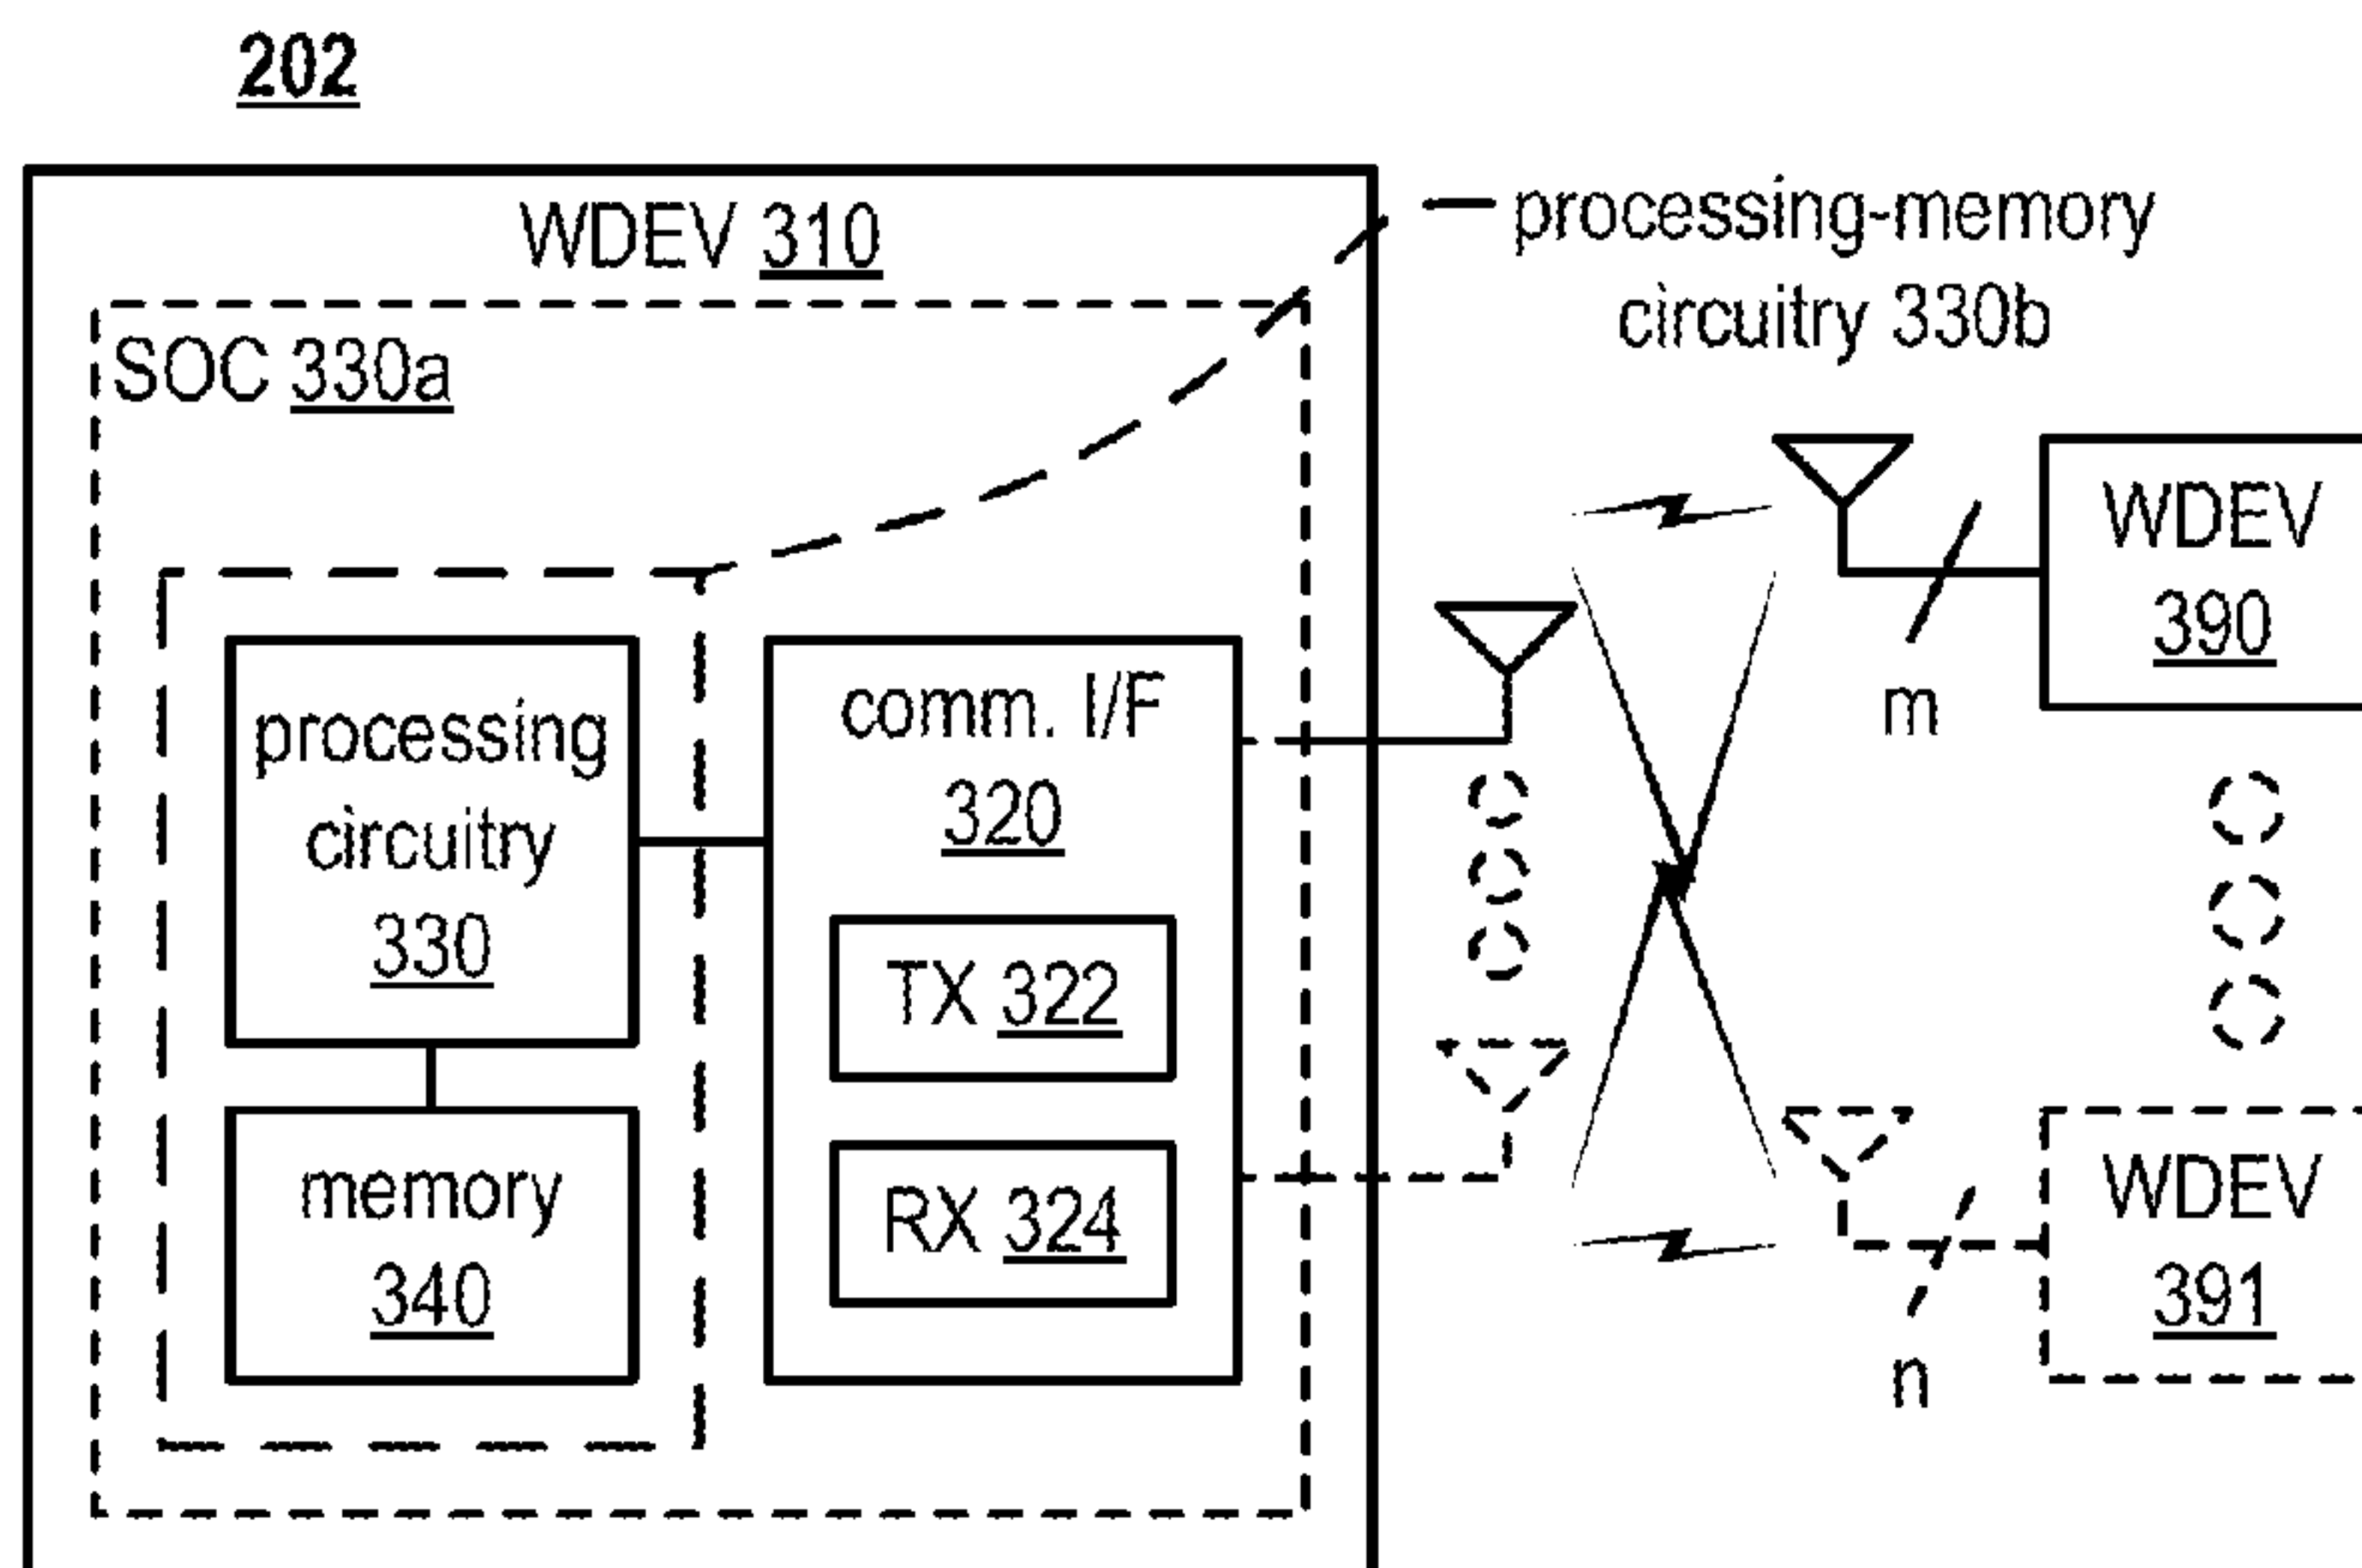 202
WDEV 310
processing-memory
circuitry 330b
SOC 330a
processing
circuitry
330
memory
340
comm. I/F
320
TX 322
RX 324
WDEV
390
m
WDEV
391
n